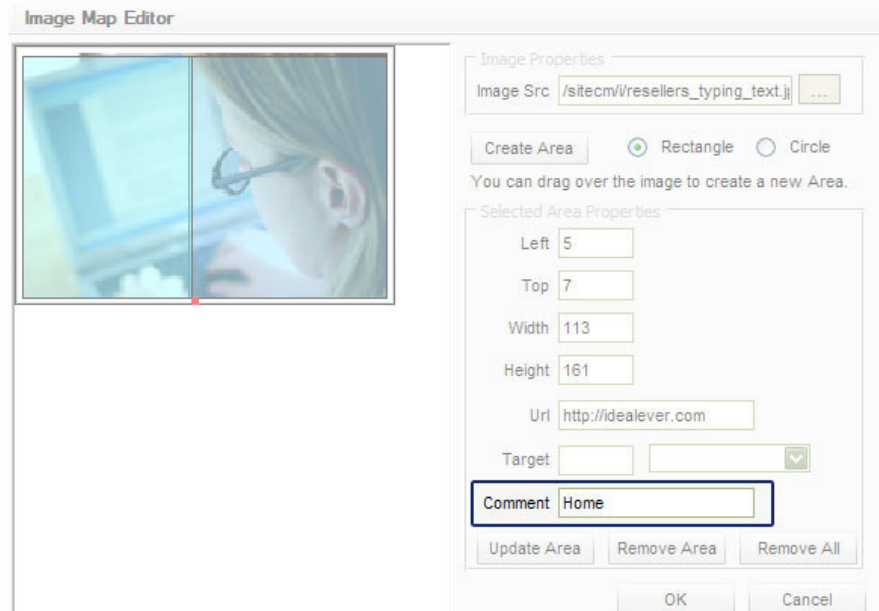 Image Map Editor
Image Properties
Image Src /sitecm/i/resellers_typing_text.j ...
Create Area Rectangle Circle
You can drag over the image to create a new Area.
Selected Area Properties
Left 5
Top 7
Width 113
Height 161
Url http://idealever.com
Target
Comment Home
Update Area Remove Area Remove All
OK Cancel